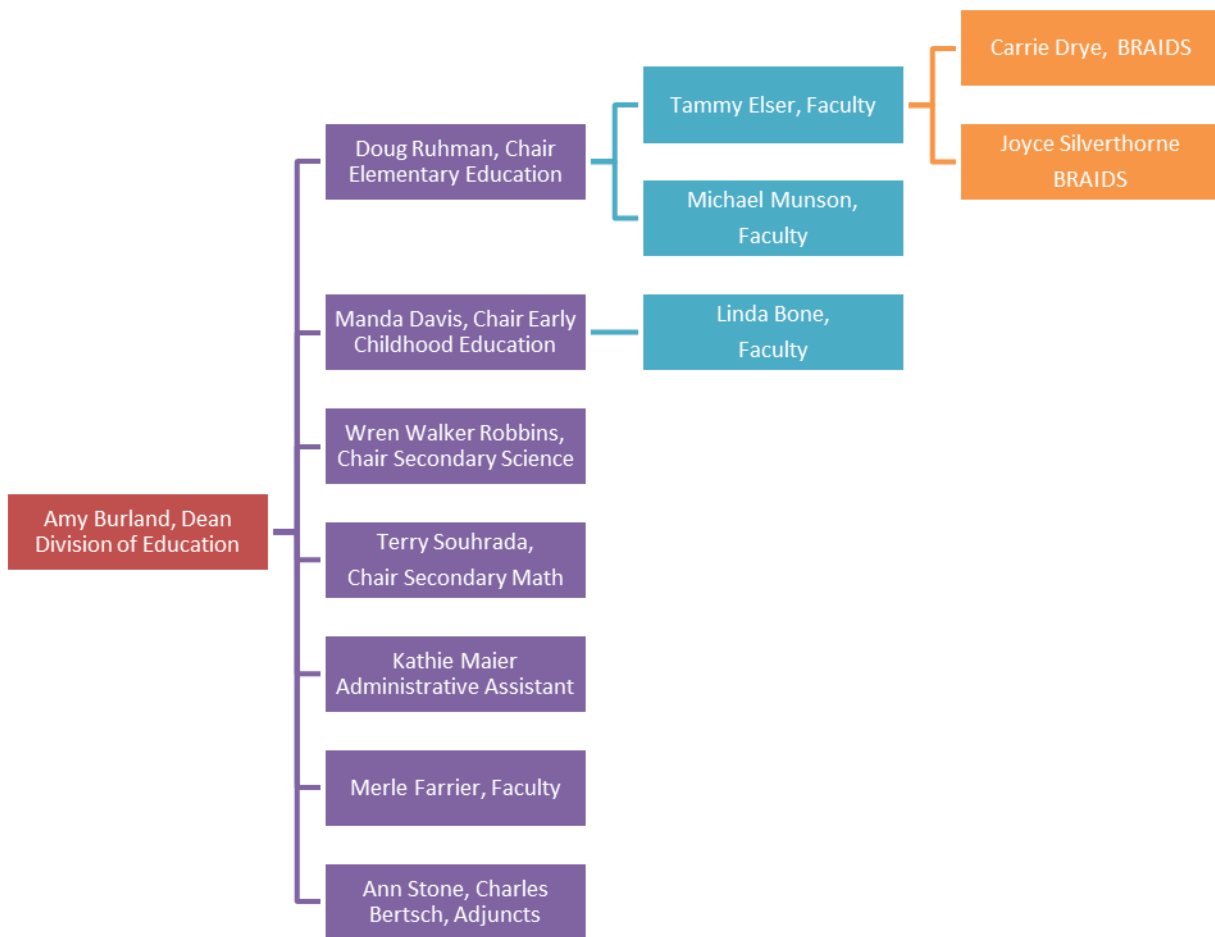 Carrie Drye, BRAIDS
Tammy Elser, Faculty
Joyce Silverthorne
BRAIDS
Doug Ruhman, Chair
Elementary Education
Michael Munson,
Faculty
Manda Davis, Chair Early
Childhood Education
Linda Bone,
Faculty
Wren Walker Robbins,
Chair Secondary Science
Amy Burland, Dean
Division of Education
Terry Souhrada,
Chair Secondary Math
Kathie Maier
Administrative Assistant
Merle Farrier, Faculty
Ann Stone, Charles
Bertsch, Adjuncts